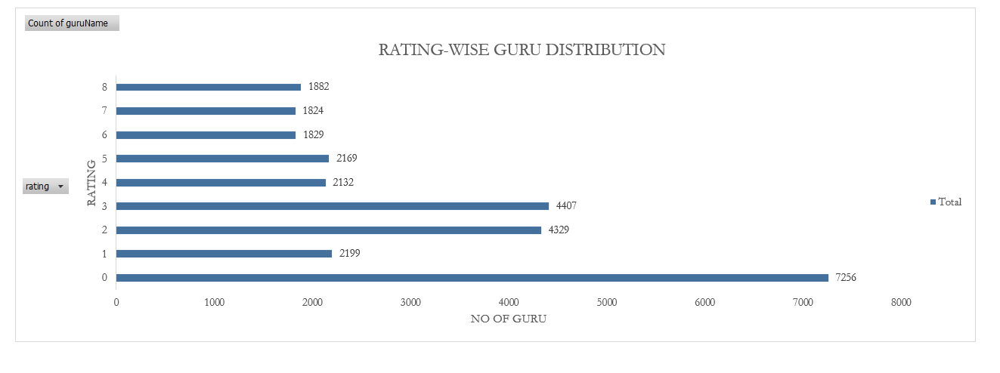 Count of guruName
RATING-WISE GURU DISTRIBUTION
8 1882
7 1824
6 1829
5 2169
4 2132
3 4407
2 4329
1 2199
0 7256
RATING
rating
Total
0 1000 2000 3000 4000 5000 6000 7000 8000
NO OF GURU